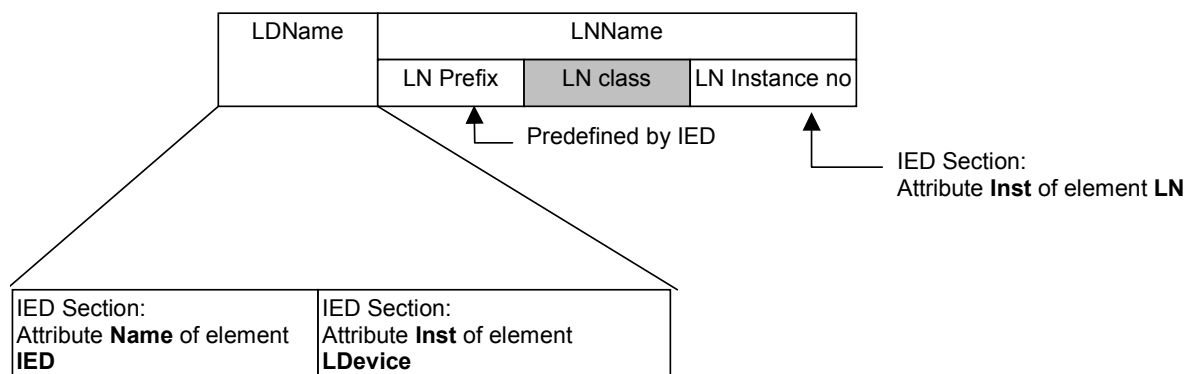 LDName
LNName
LN Prefix
LN class
LN Instance no
Predefined by IED
IED Section:
Attribute Inst of element LN
IED Section:
Attribute Name of element
IED
IED Section:
Attribute Inst of element
LDevice